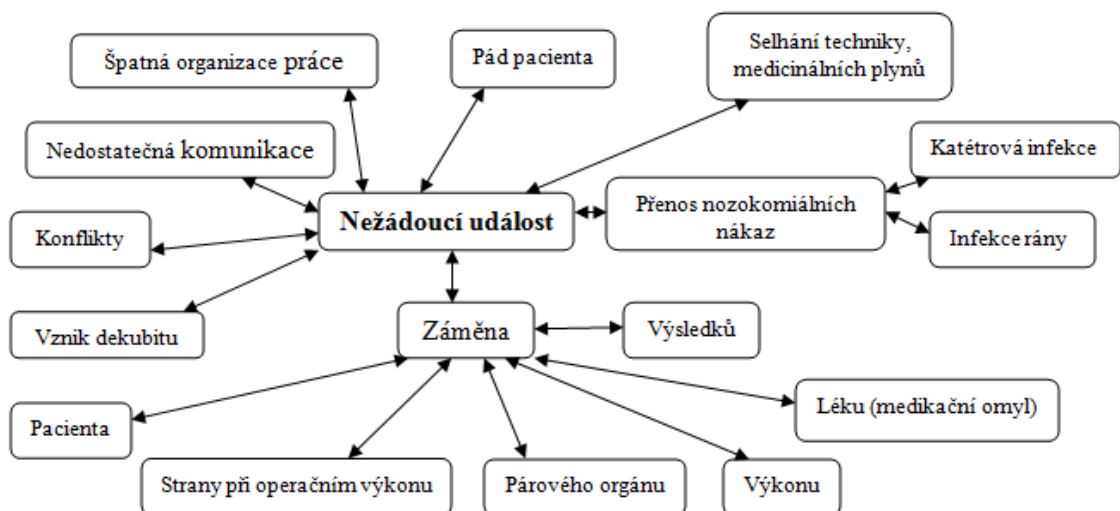 Špatná organizace práce
Pád pacienta
Selhání techniky,
medicinálních plynů
Nedostatečná komunikace
Katétrová infekce
Nežádoucí událost
Přenos nozokomiálních
nákaz
Konflikty
Infekce rány
Vznik dekubitu
Záměna
Výsledků
Pacienta
Léku (medikační omyl)
Strany při operačním výkonu
Párového orgánu
Výkonu